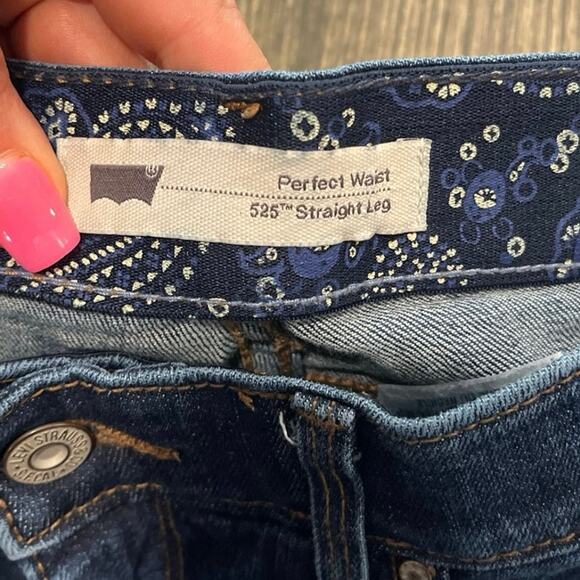 Perfect Waist
525™ Straight Leg
LEVI STRAUSS